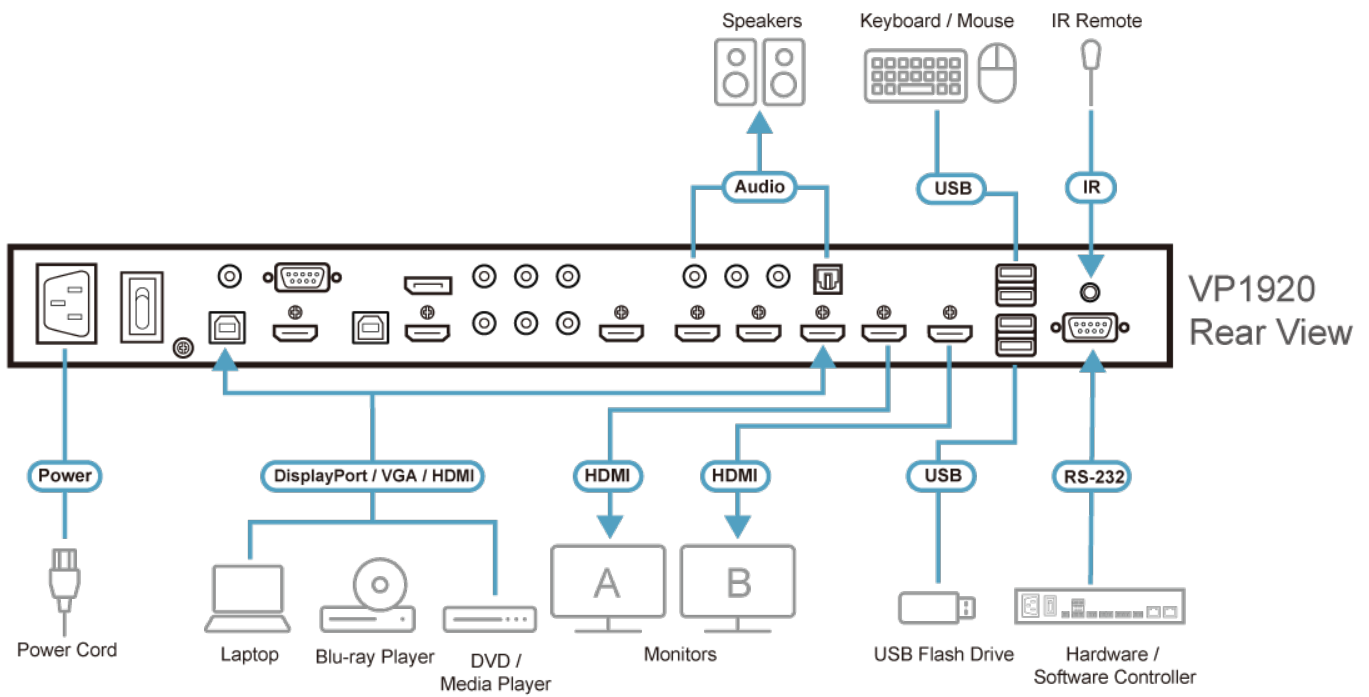 Speakers
Keyboard / Mouse
IR Remote
Audio
USB
IR
VP1920
Rear View
Power
DisplayPort / VGA / HDMI
HDMI
HDMI
USB
RS-232
A
B
Power Cord
Laptop
Blu-ray Player
DVD /
Media Player
Monitors
USB Flash Drive
Hardware /
Software Controller